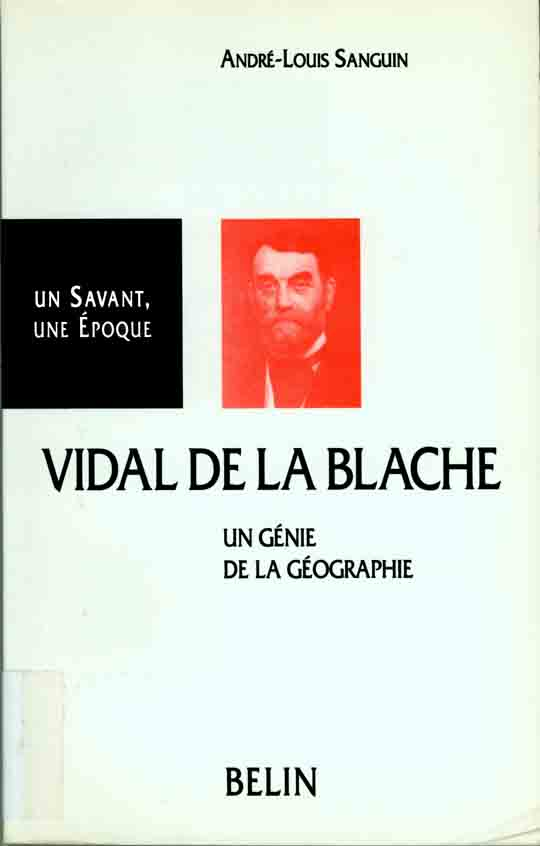 ANDRÉ-LOUIS SANGUIN
UN SAVANT,
UNE ÉPOQUE
VIDAL DE LA BLACHE
UN GÉNIE
DE LA GÉOGRAPHIE
BELIN